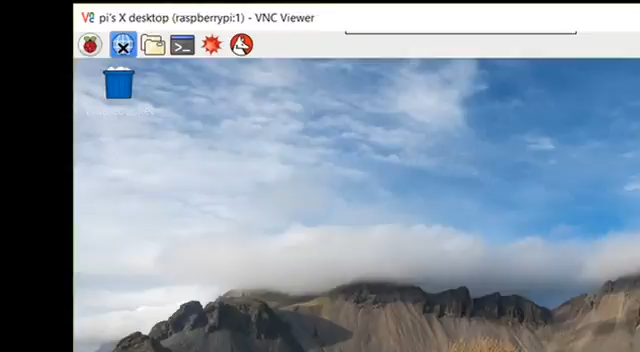 pi's X desktop (raspberrypi:1) - VNC Viewer
>_